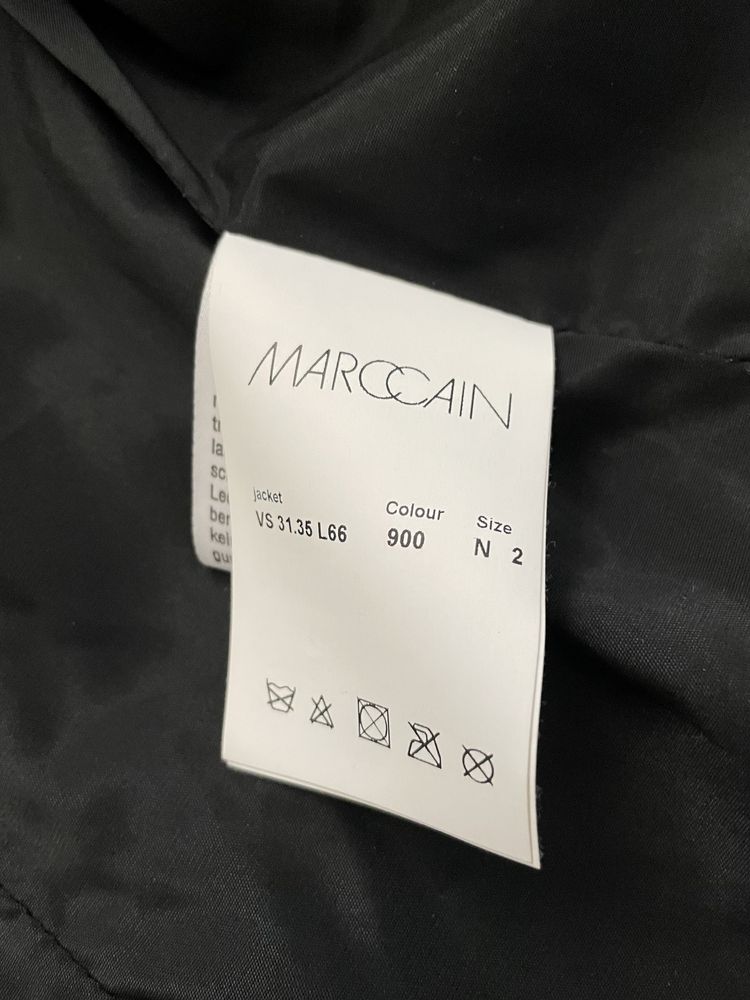 MARCCAIN
jacket
VS 31.35 L66
Colour
900
Size
N 2